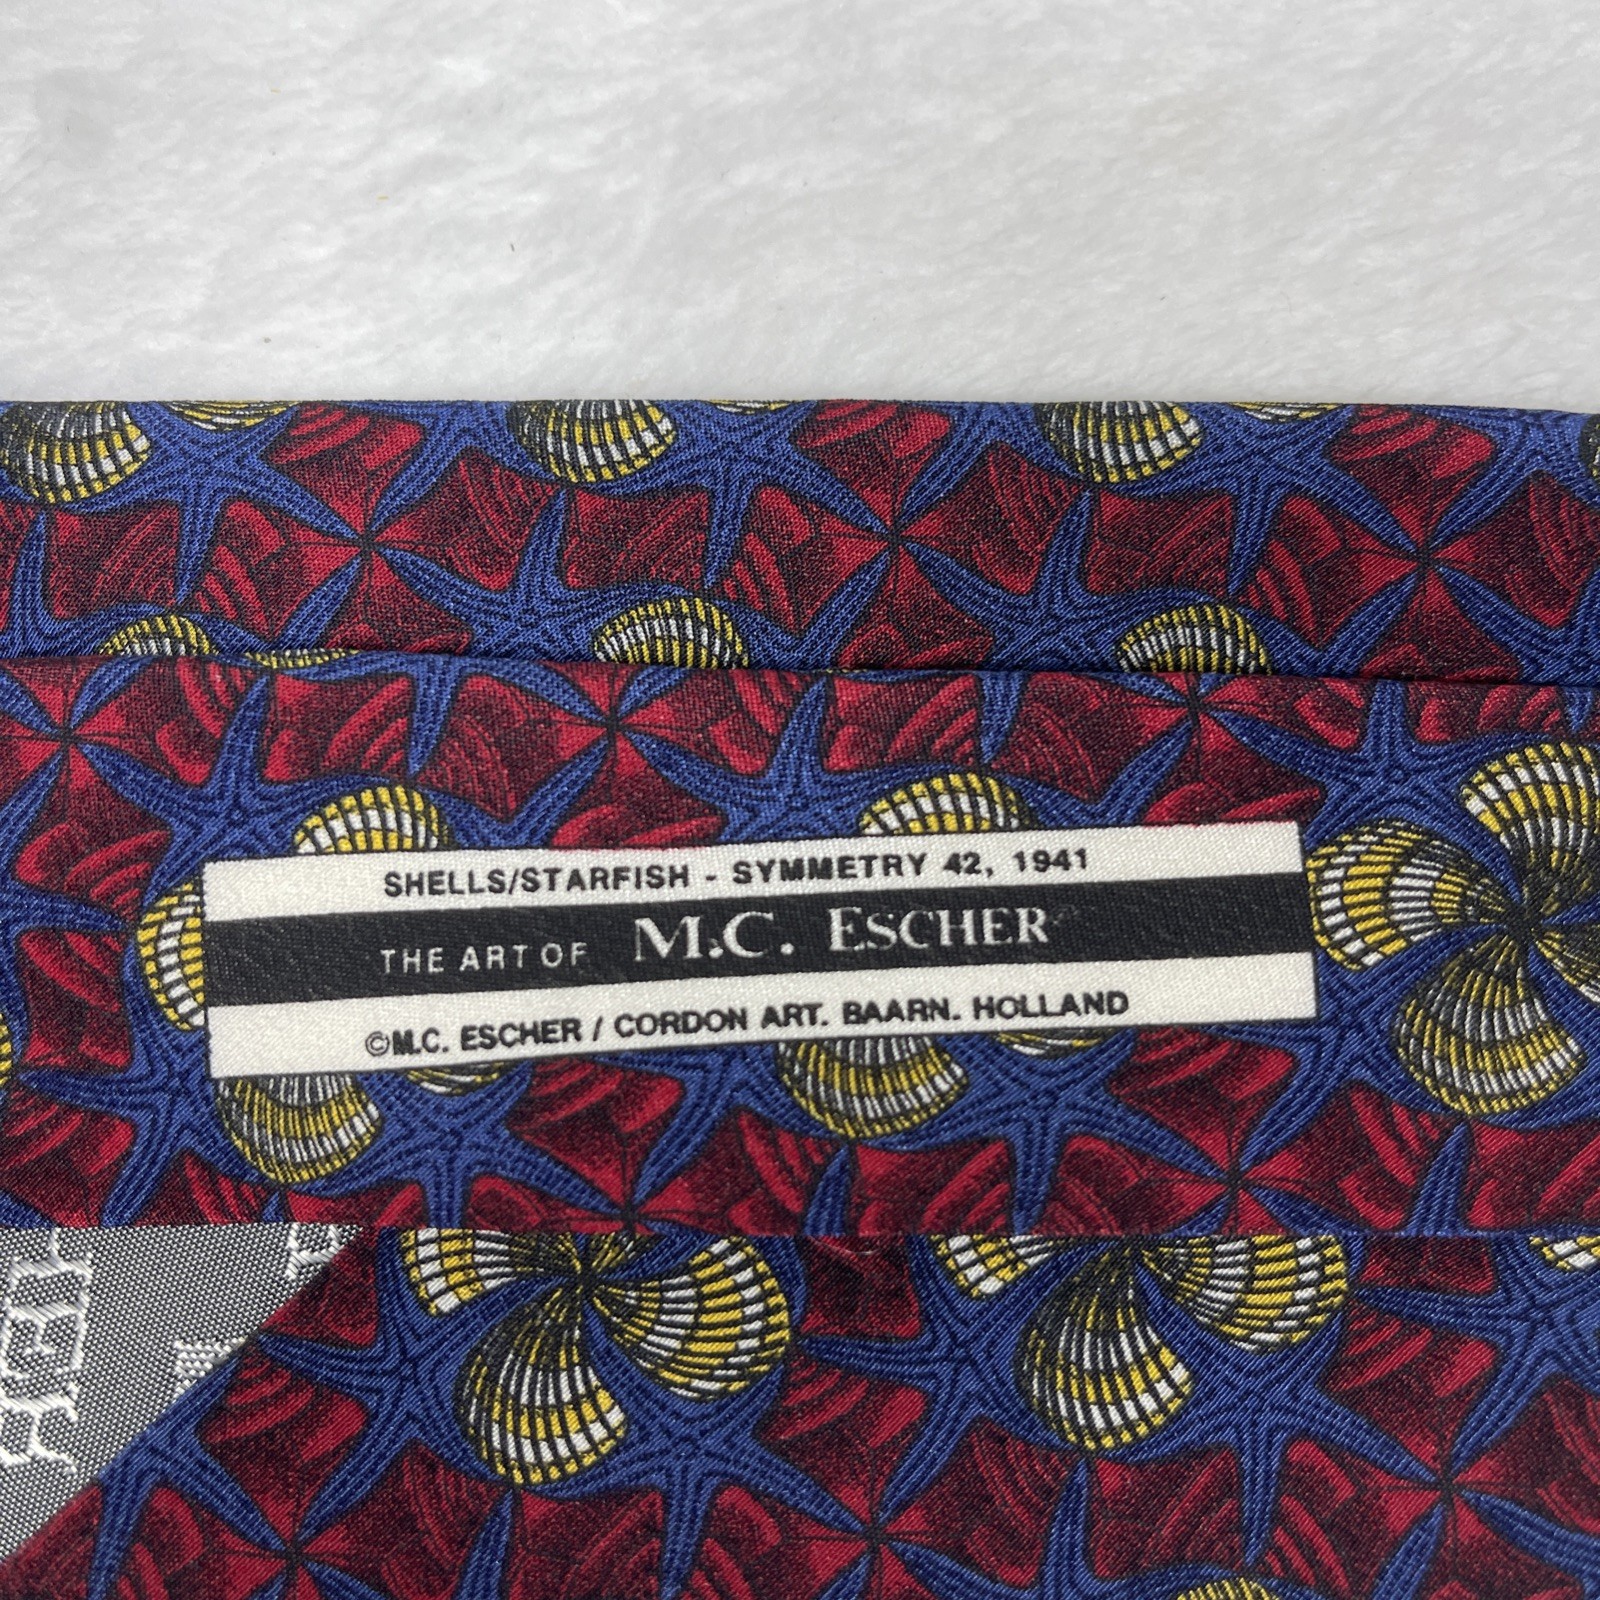 SHELLS/STARFISH - SYMMETRY 42, 1941
THE ART OF M.C. ESCHER
©M.C. ESCHER / CORDON ART. BAARN. HOLLAND